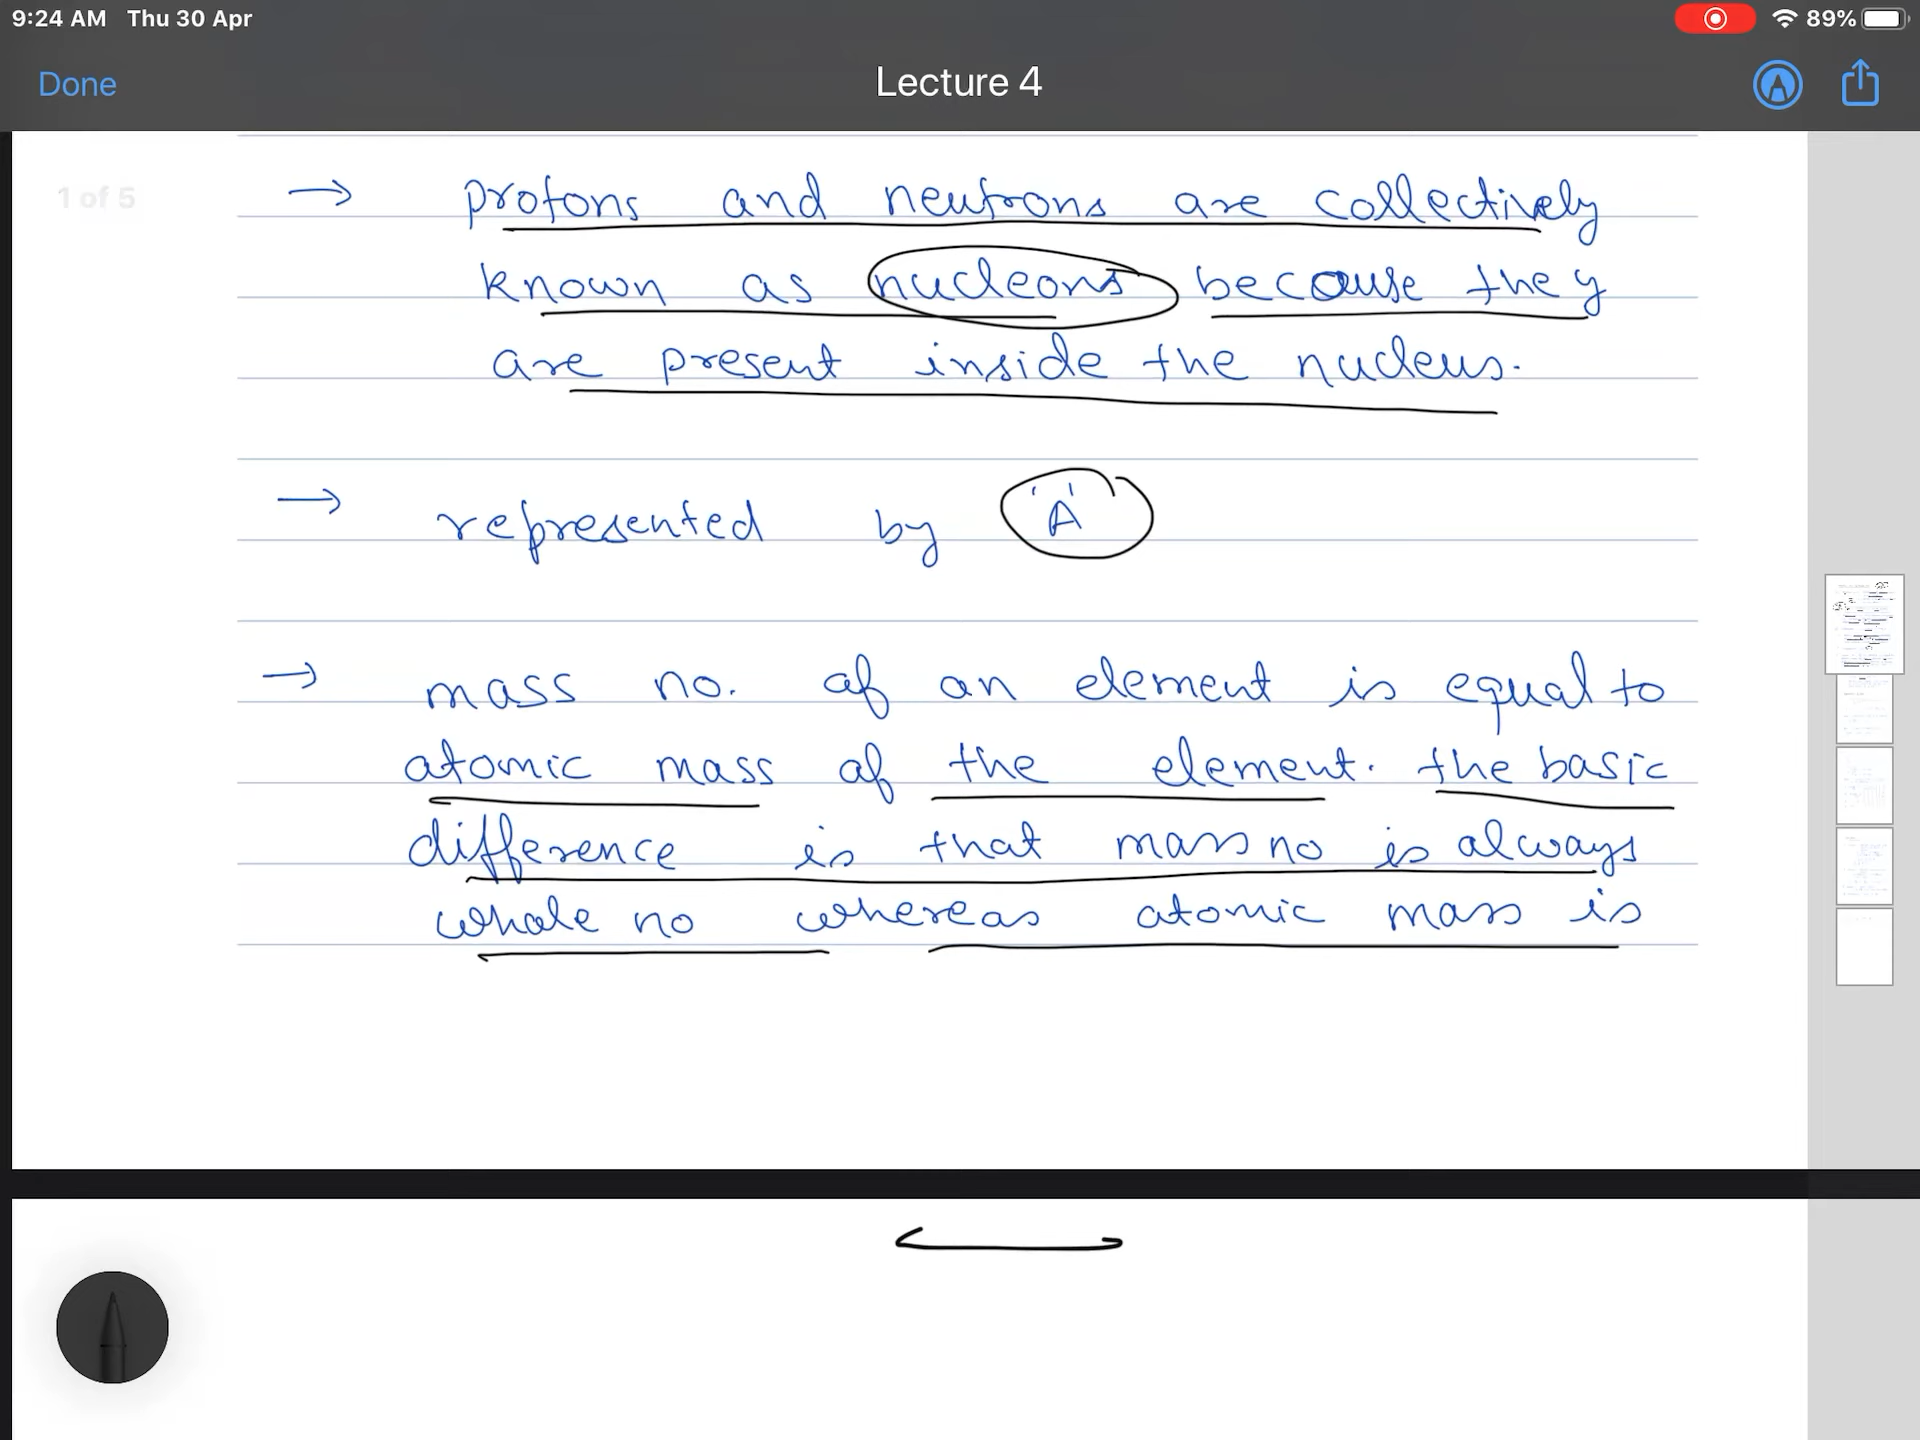 9:24 AM Thu 30 Apr 89%
Done Lecture 4
1 of 5
→ protons and neutrons are collectively
known as nucleons because they
are present inside the nucleus.
→ represented by 'A'
→ mass no. of an element is equal to
atomic mass of the element. the basic
difference is that mass no is always
whole no whereas atomic mass is